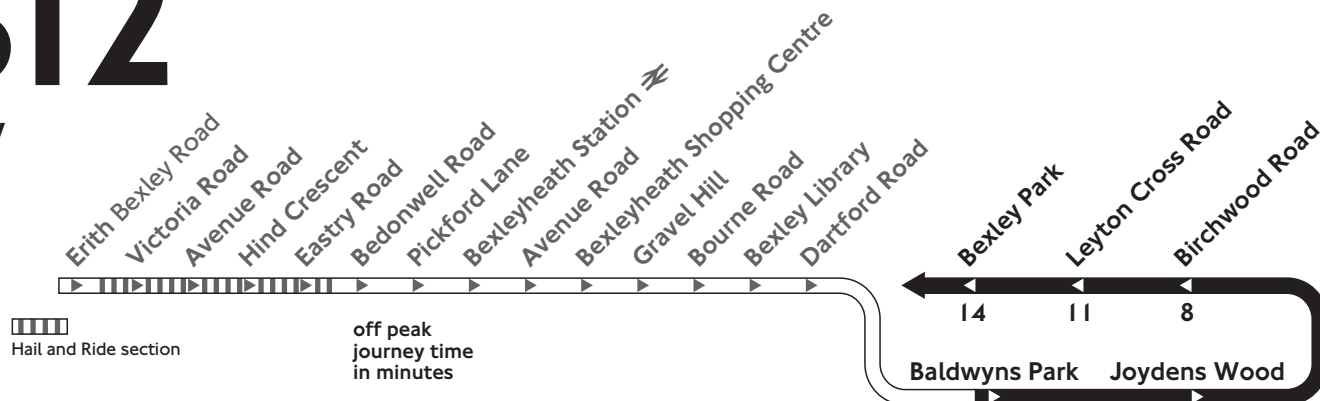 12
Erith Bexley Road
Victoria Road
Avenue Road
Hind Crescent
Eastry Road
Bedonwell Road
Pickford Lane
Bexleyheath Station
Avenue Road
Bexleyheath Shopping Centre
Gravel Hill
Bourne Road
Bexley Library
Dartford Road
Bexley Park
Leyton Cross Road
Birchwood Road
14
11
8
Hail and Ride section
off peak
journey time
in minutes
Baldwyns Park
Joydens Wood